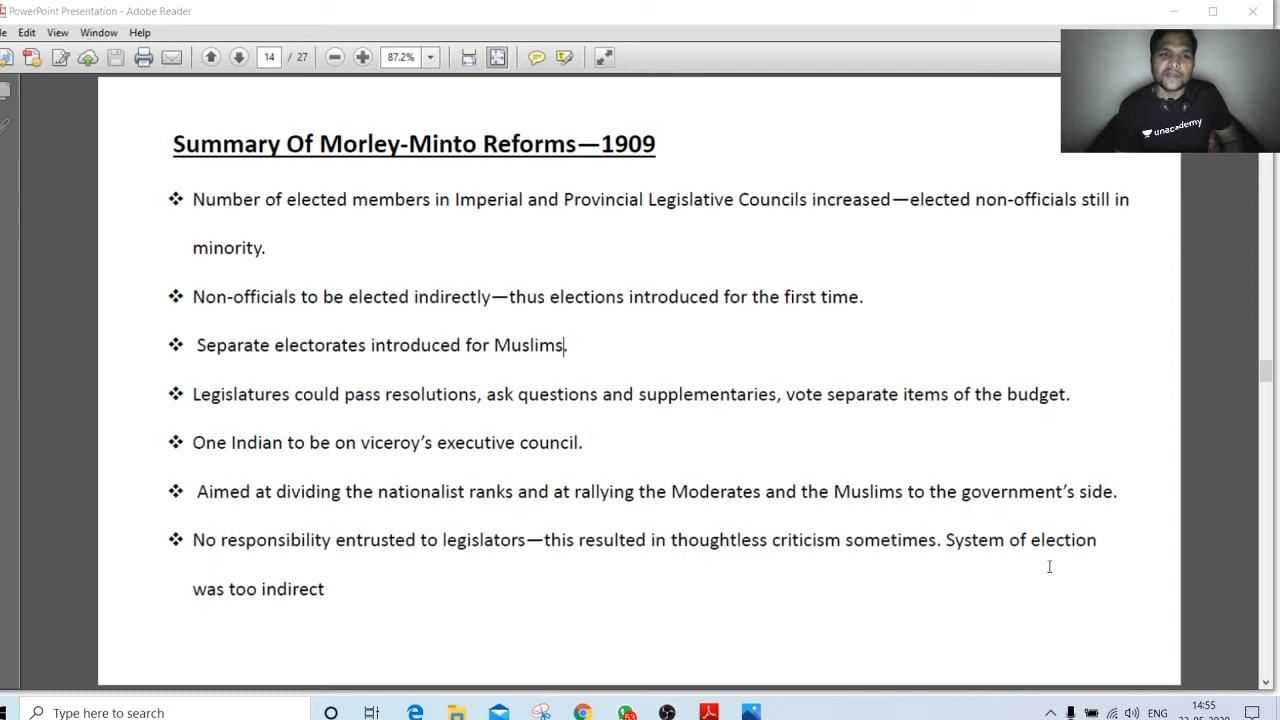 PowerPoint Presentation - Adobe Reader
Edit View Window Help
14 / 27 87.2%
unacademy
Summary Of Morley-Minto Reforms—1909
❖ Number of elected members in Imperial and Provincial Legislative Councils increased—elected non-officials still in
minority.
❖ Non-officials to be elected indirectly—thus elections introduced for the first time.
❖ Separate electorates introduced for Muslims.
❖ Legislatures could pass resolutions, ask questions and supplementaries, vote separate items of the budget.
❖ One Indian to be on viceroy’s executive council.
❖ Aimed at dividing the nationalist ranks and at rallying the Moderates and the Muslims to the government’s side.
❖ No responsibility entrusted to legislators—this resulted in thoughtless criticism sometimes. System of election
was too indirect
Type here to search
53
ENG
14:55